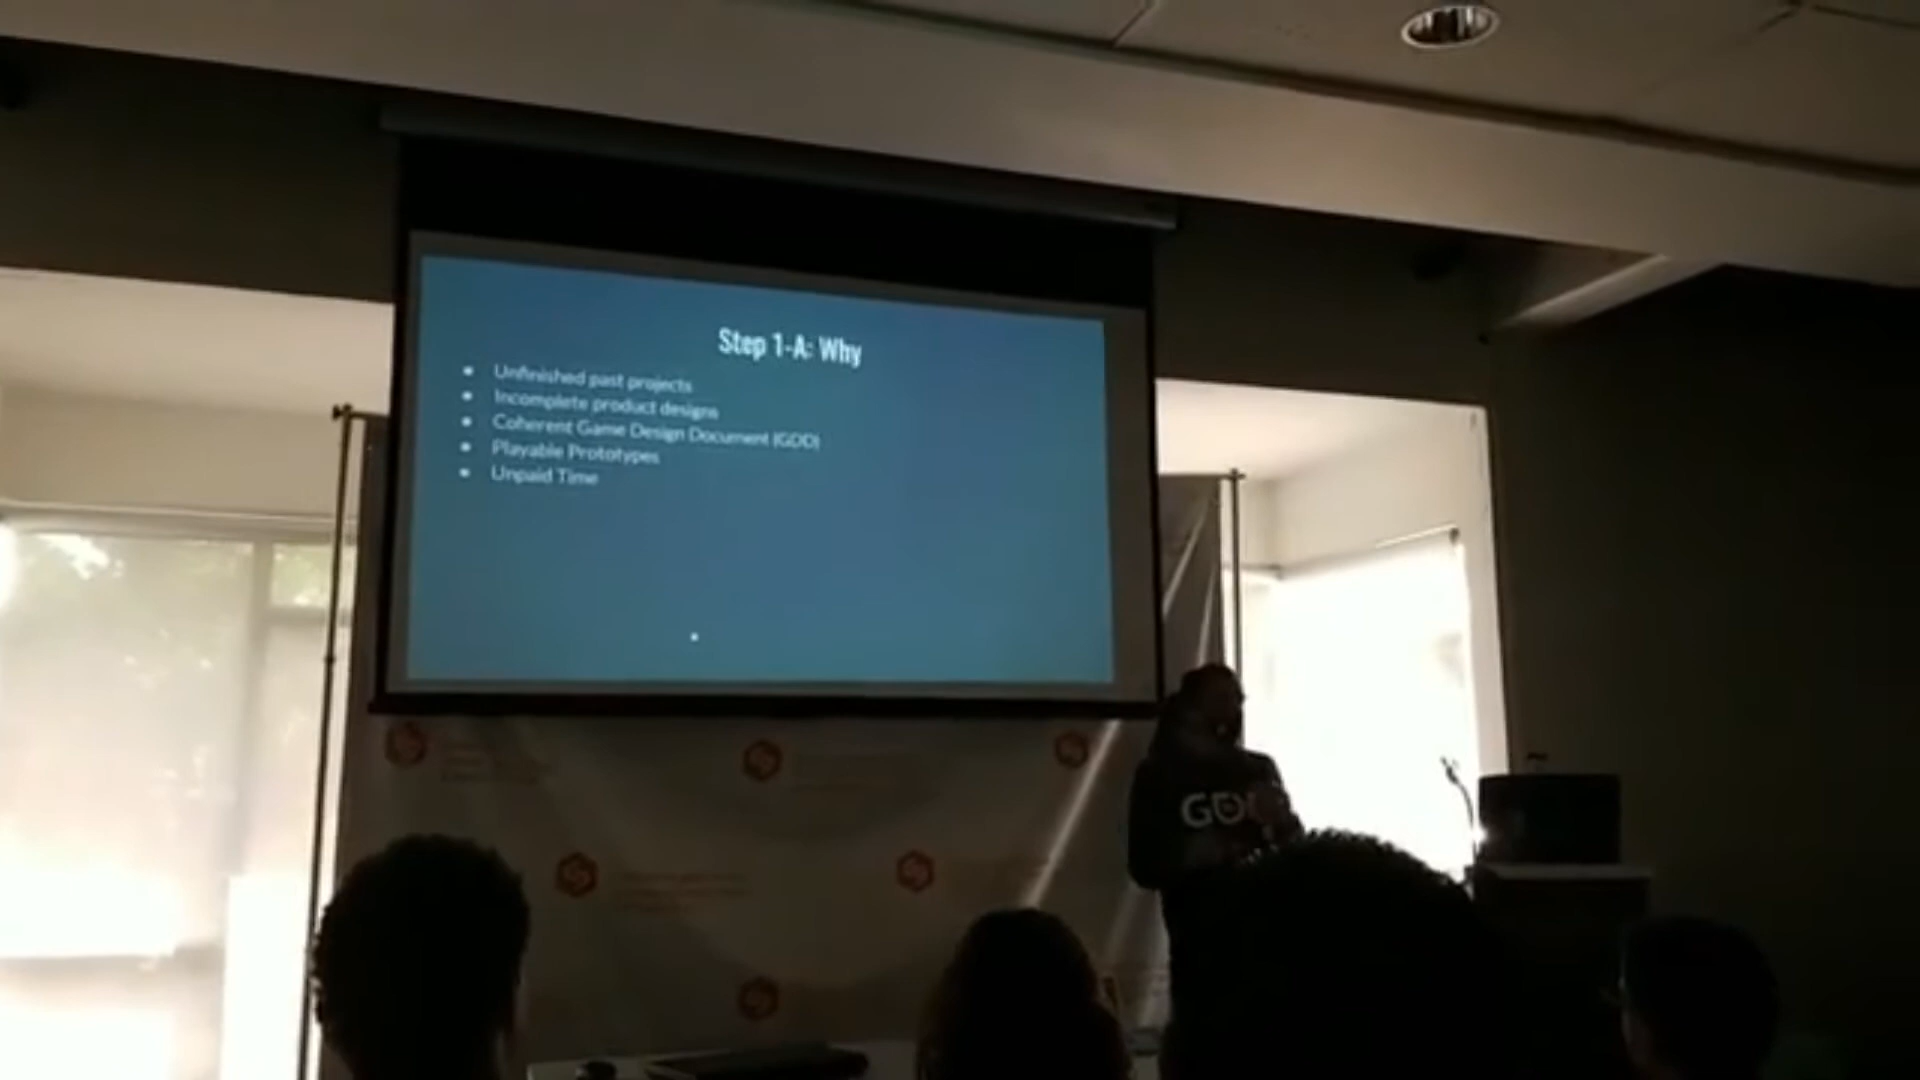 Step 1-A: Why
• Unfinished past projects
• Incomplete product designs
• Coherent Game Design Document (GDD)
• Playable Prototypes
• Unpaid Time